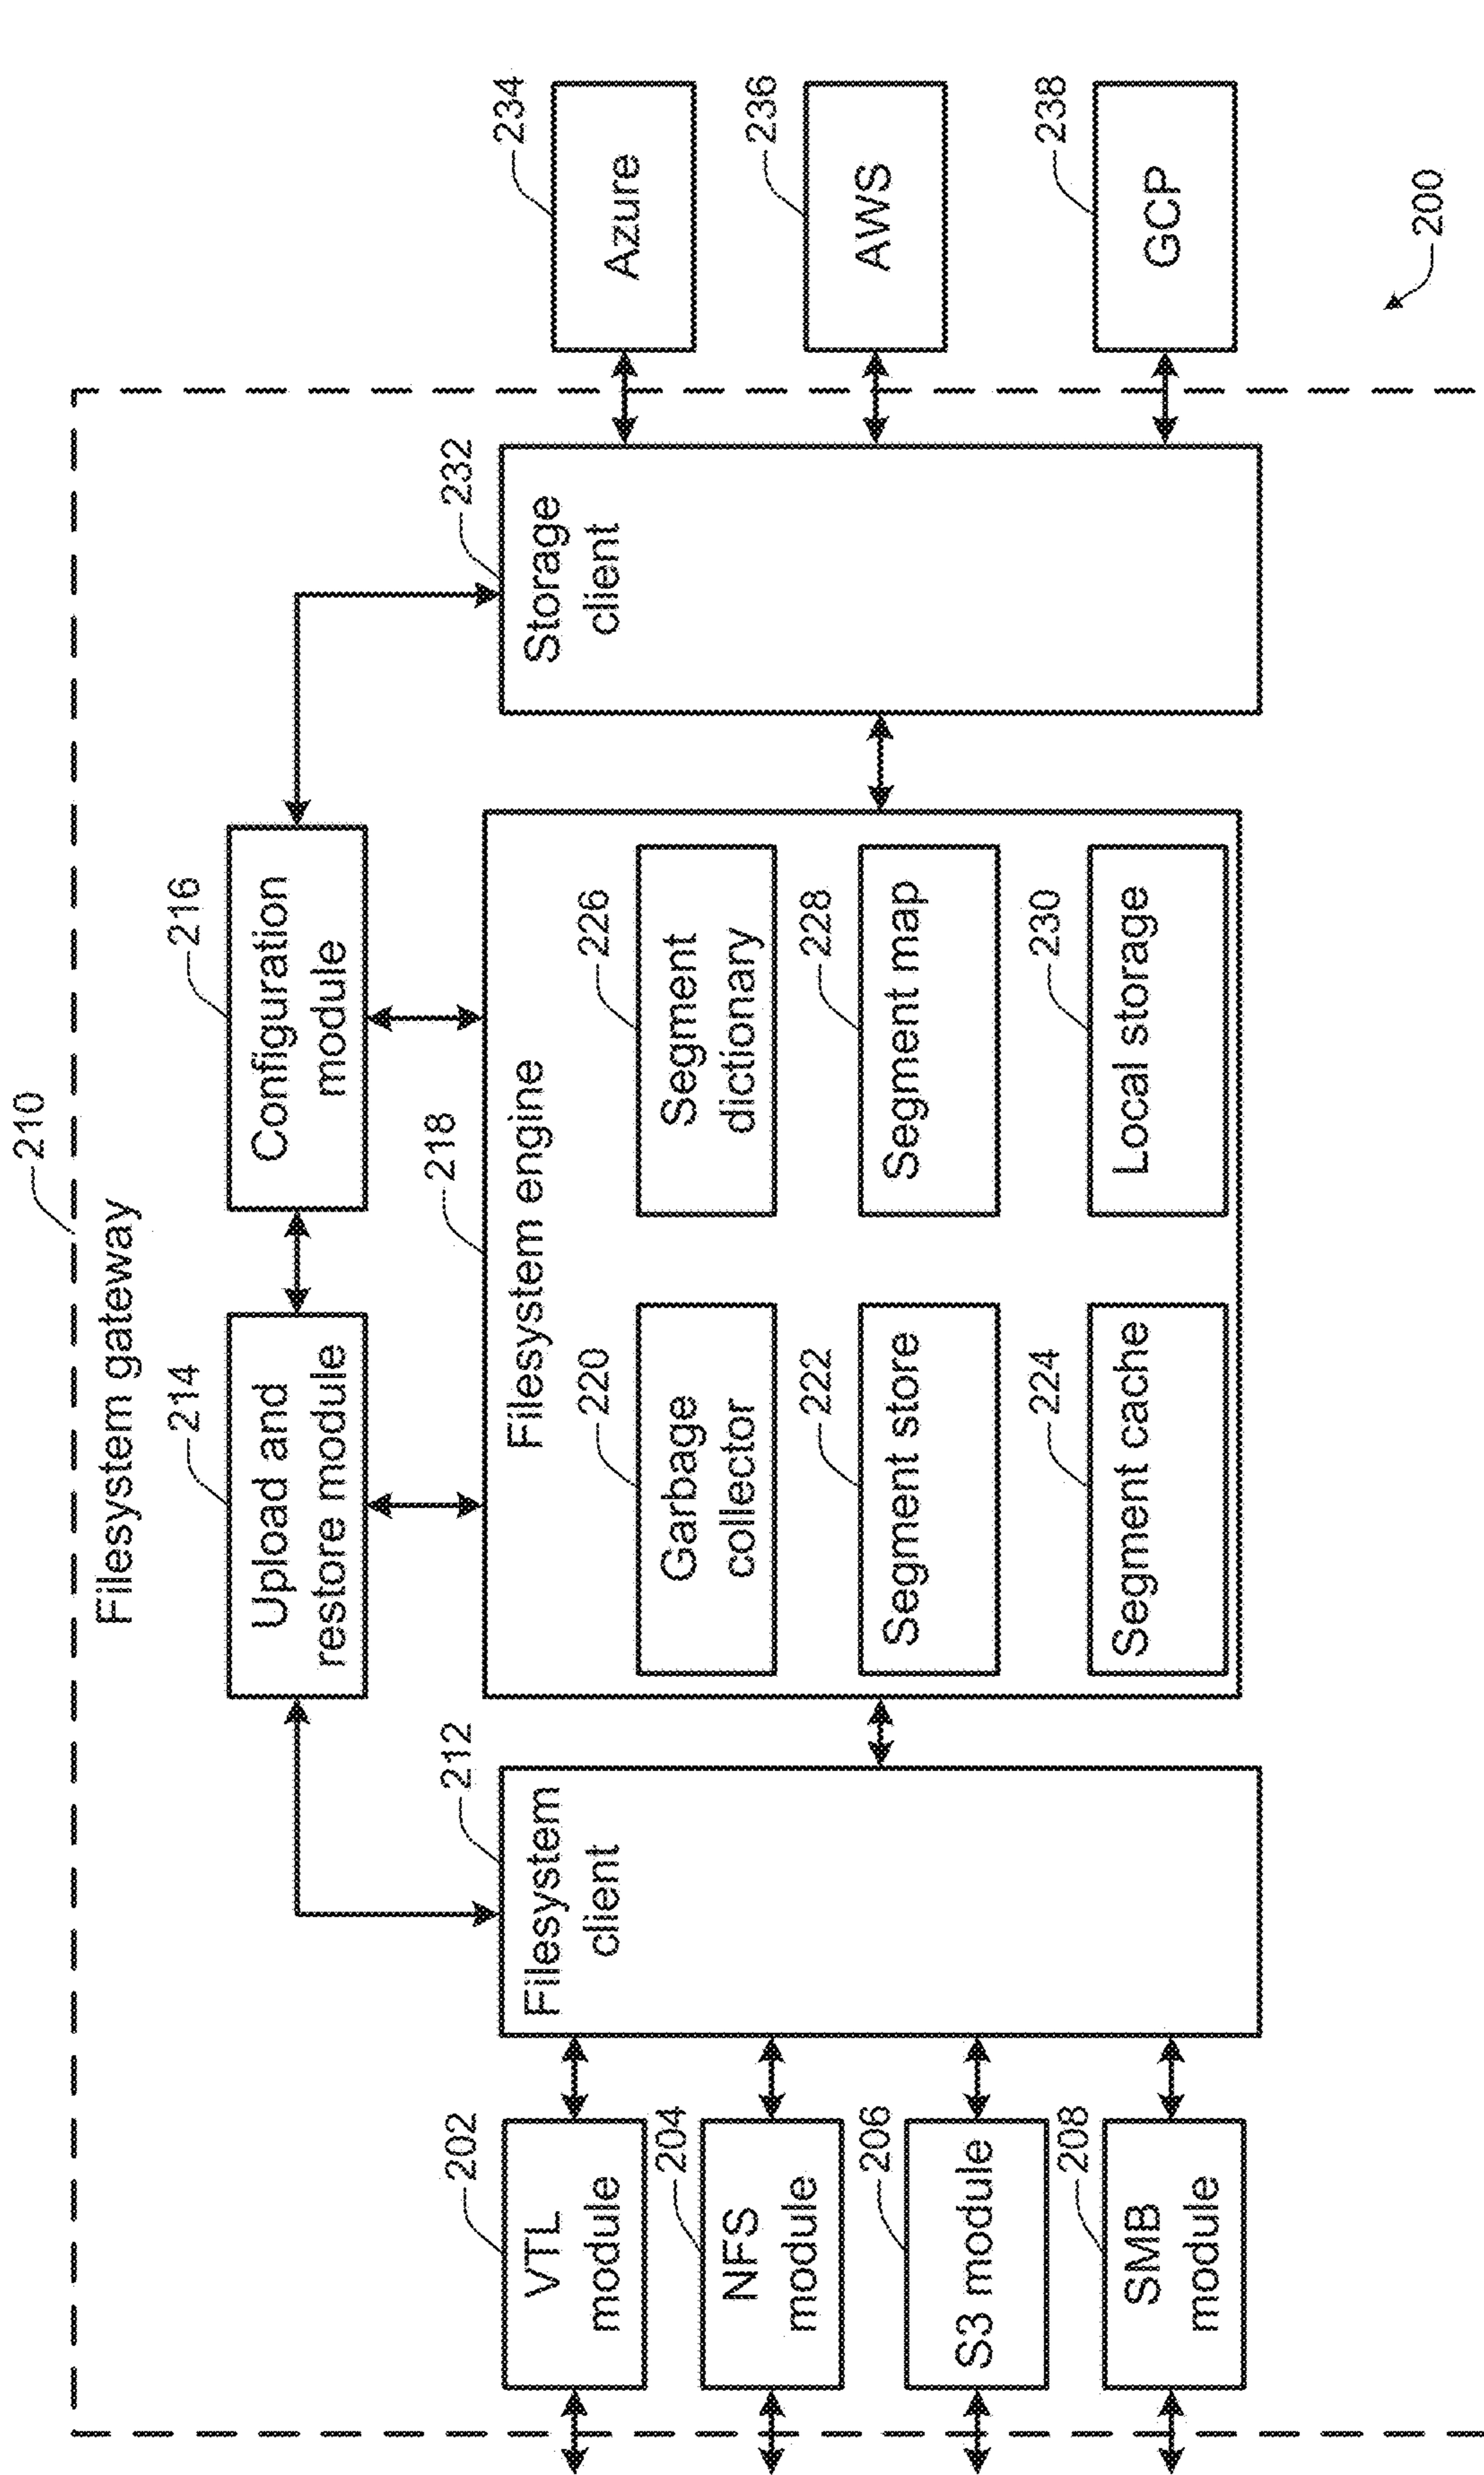 210
Filesystem gateway
214
Upload and
restore module
216
Configuration
module
202
VTL
module
204
NFS
module
206
S3 module
208
SMB
module
212
Filesystem
client
218
Filesystem engine
220
Garbage
collector
222
Segment store
224
Segment cache
226
Segment
dictionary
228
Segment map
230
Local storage
232
Storage
client
234
Azure
236
AWS
238
GCP
200